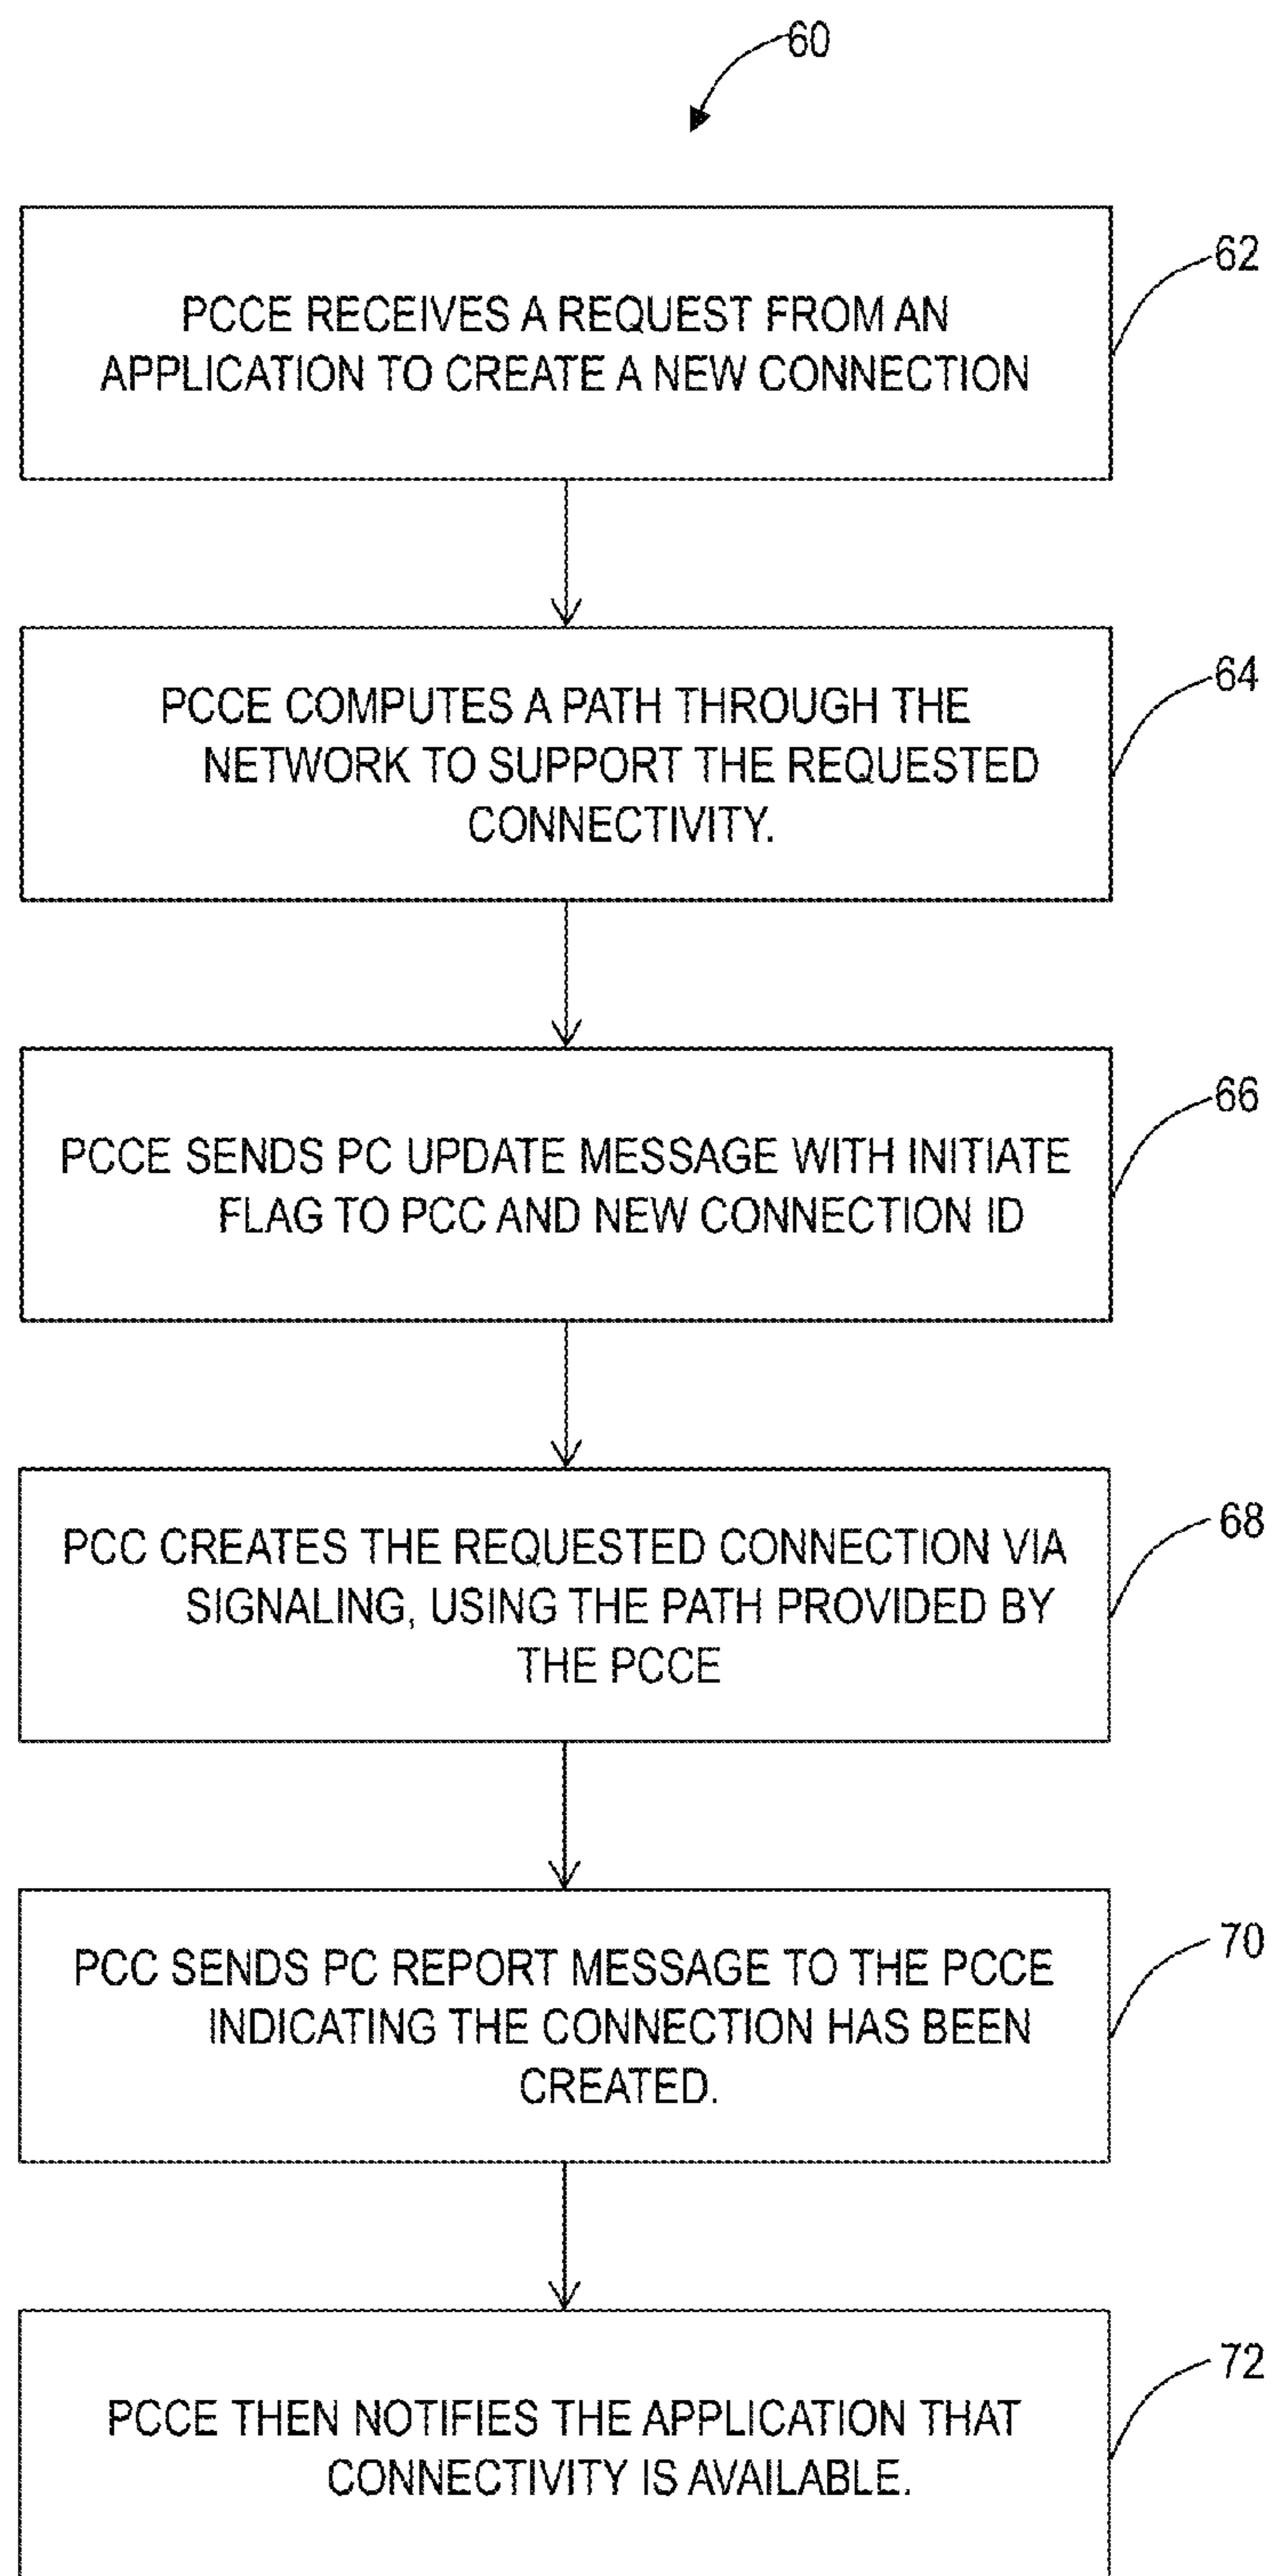 60
PCCE RECEIVES A REQUEST FROM AN
APPLICATION TO CREATE A NEW CONNECTION
62
PCCE COMPUTES A PATH THROUGH THE
NETWORK TO SUPPORT THE REQUESTED
CONNECTIVITY.
64
PCCE SENDS PC UPDATE MESSAGE WITH INITIATE
FLAG TO PCC AND NEW CONNECTION ID
66
PCC CREATES THE REQUESTED CONNECTION VIA
SIGNALING, USING THE PATH PROVIDED BY
THE PCCE
68
PCC SENDS PC REPORT MESSAGE TO THE PCCE
INDICATING THE CONNECTION HAS BEEN
CREATED.
70
PCCE THEN NOTIFIES THE APPLICATION THAT
CONNECTIVITY IS AVAILABLE.
72